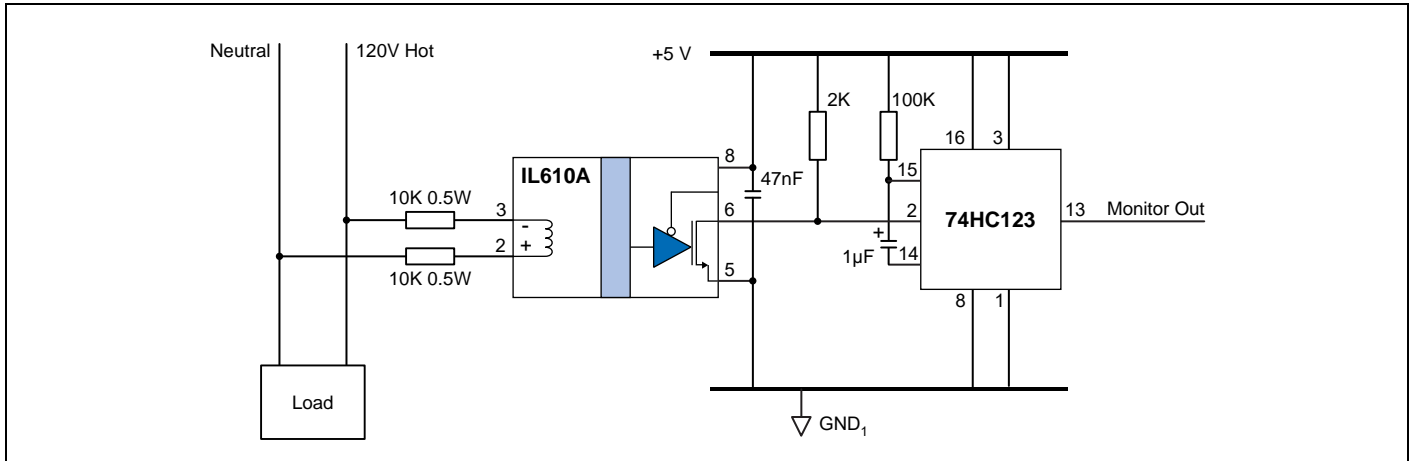 Neutral
120V Hot
+5 V
2K
100K
16
3
IL610A
8
47nF
15
10K 0.5W
3
-
6
2
74HC123
13
Monitor Out
2
+
+
1µF
14
10K 0.5W
5
8
1
Load
GND1